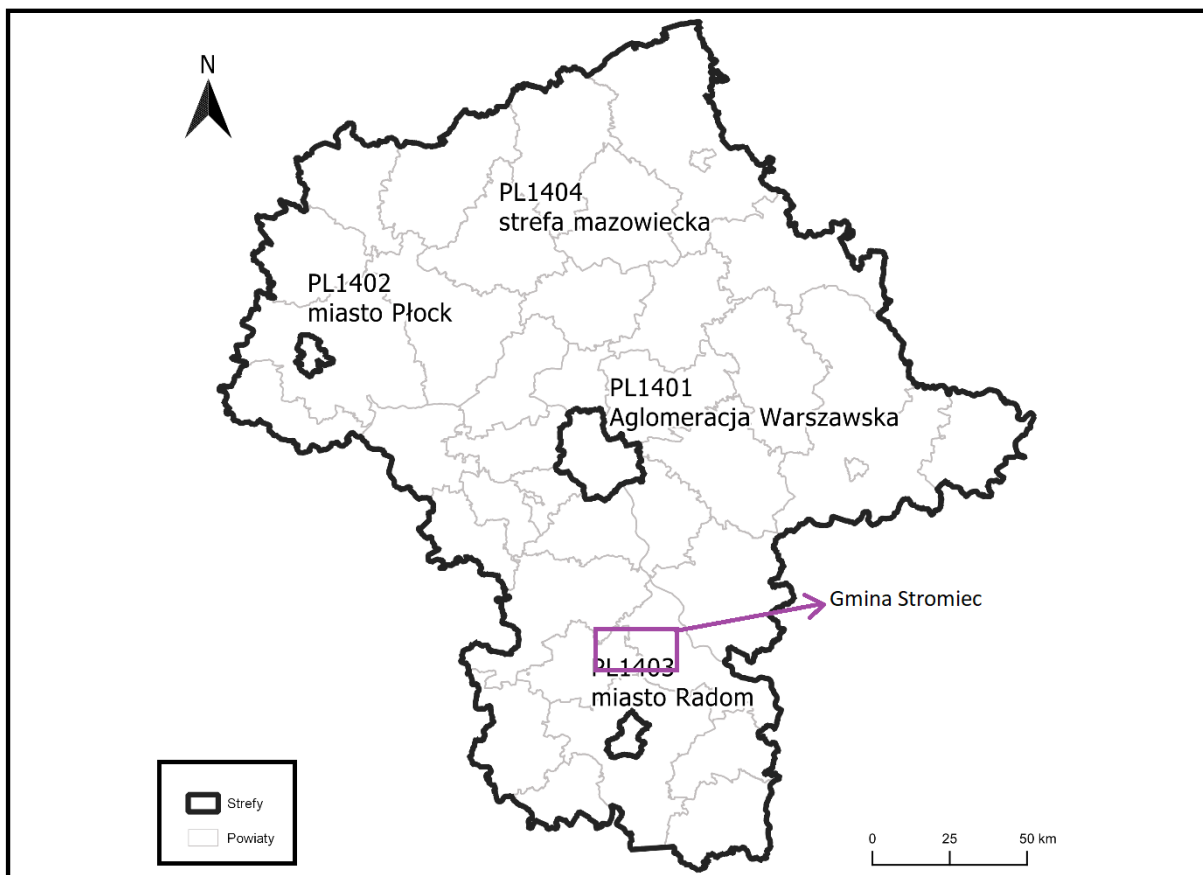 N
PL1404
strefa mazowiecka
PL1402
miasto Płock
PL1401
Aglomeracja Warszawska
Gmina Stromiec
PL1403
miasto Radom
Strefy
Powiaty
0 25 50 km